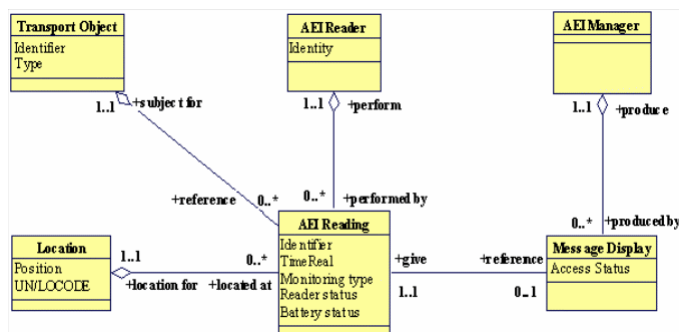 Transport Object
Identifier
Type
AEI Reader
Identity
AEI Manager
1..1
+subject for
1..1
+perform
1..1
+produce
+reference
0..*
0..*
+performed by
0..*
+produced by
Location
Position
UN/LOCODE
1..1
+location for
0..*
+located at
AEI Reading
Identifier
TimeReal
Monitoring type
Reader status
Battery status
+give
1..1
+reference
0..1
Message Display
Access Status